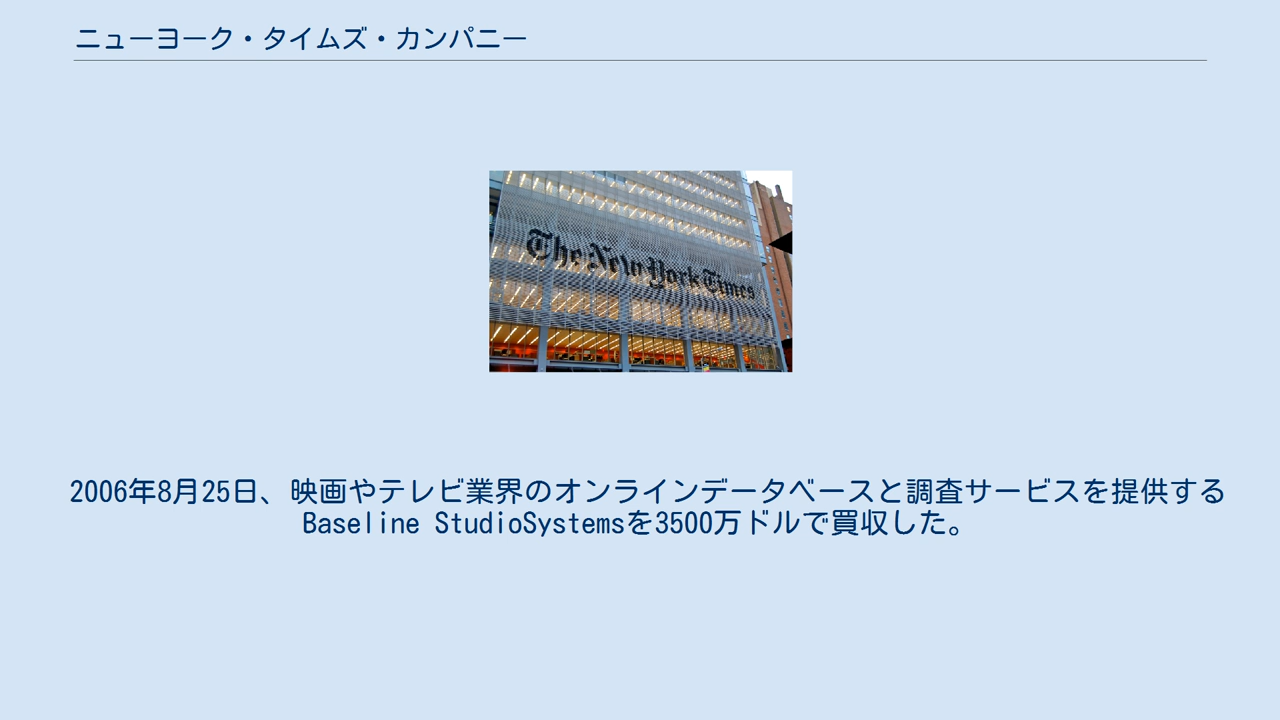 ニューヨーク・タイムズ・カンパニー
The New York Times
2006年8月25日、映画やテレビ業界のオンラインデータベースと調査サービスを提供する
Baseline StudioSystemsを3500万ドルで買収した。